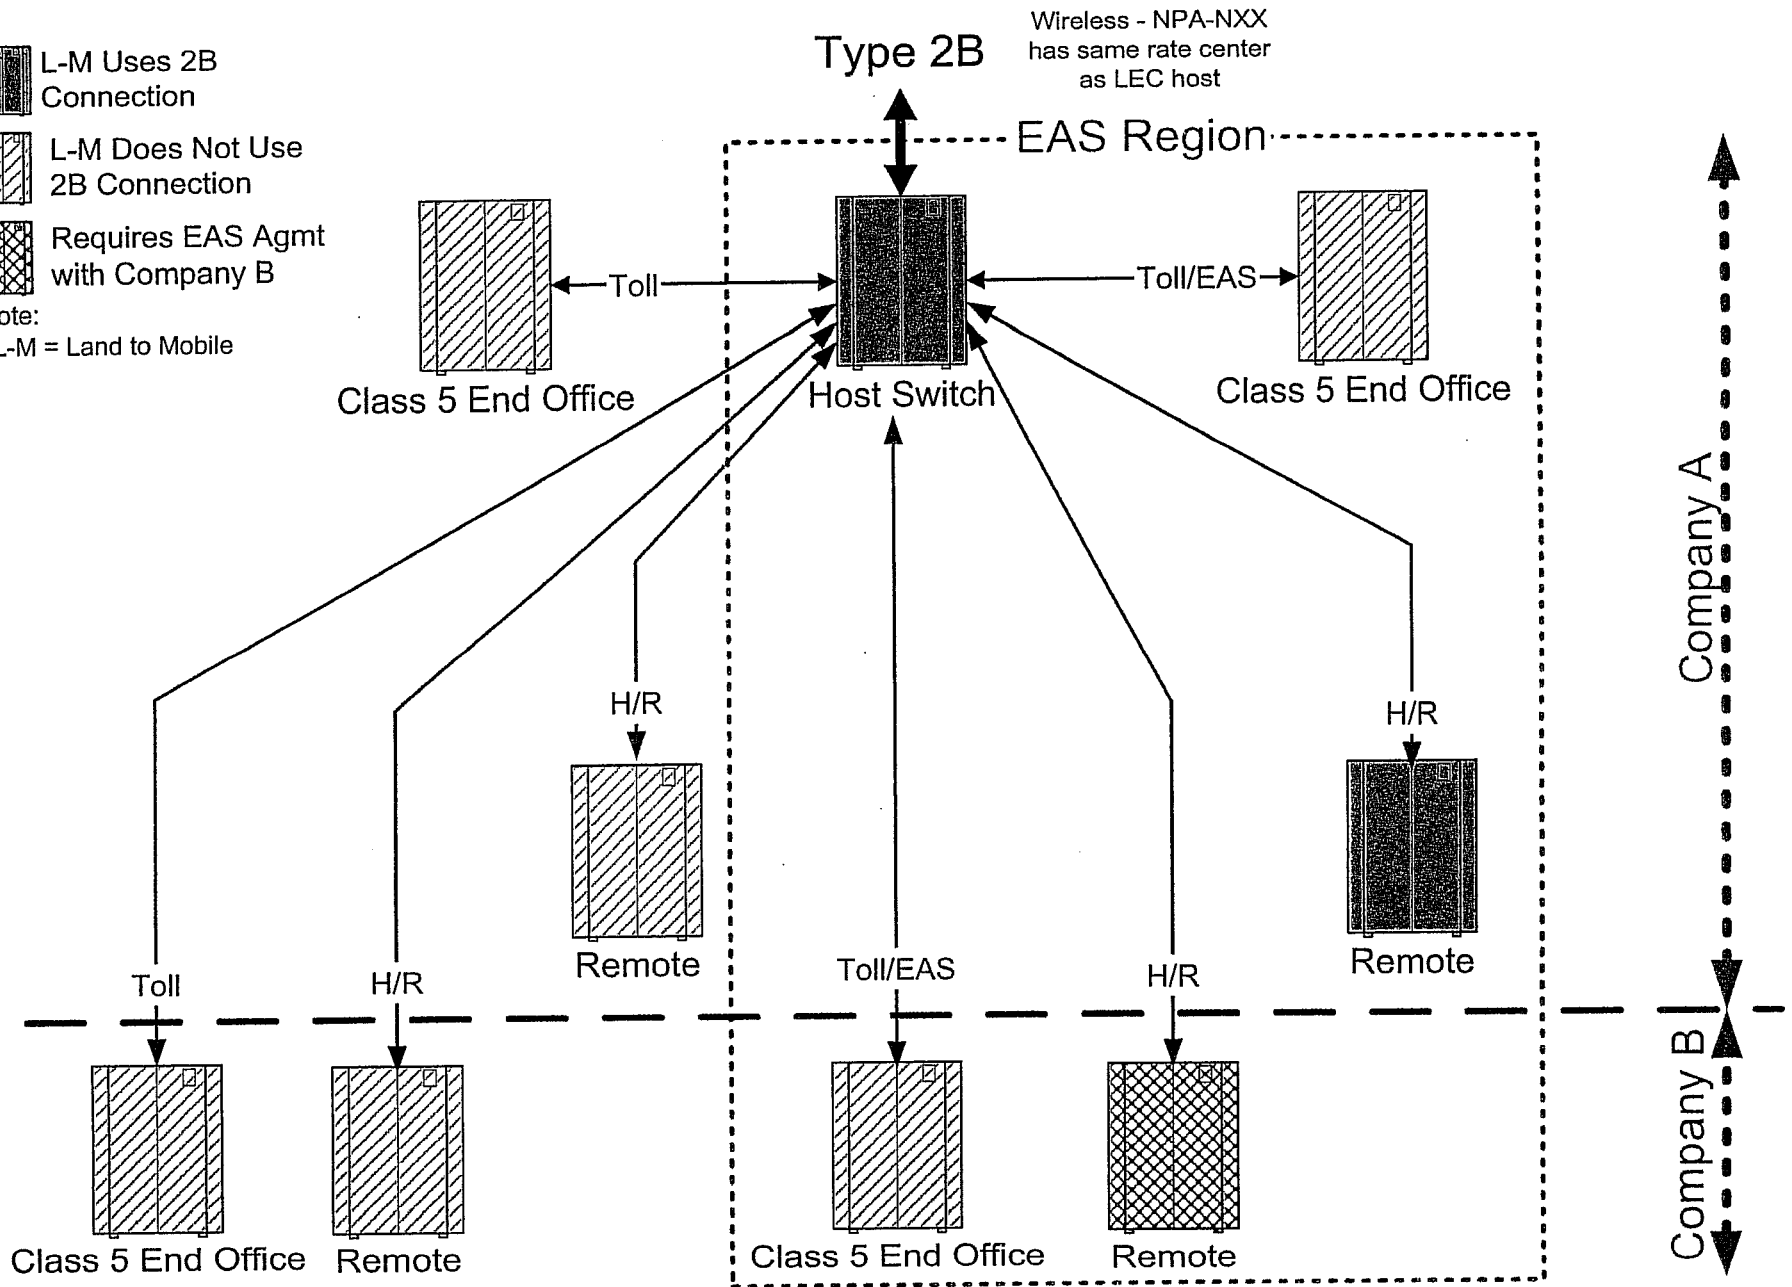 L-M Uses 2B
Connection
L-M Does Not Use
2B Connection
Requires EAS Agmt
with Company B
ote:
L-M = Land to Mobile
Type 2B
Wireless - NPA-NXX
has same rate center
as LEC host
EAS Region
Toll
Toll/EAS
Class 5 End Office
Host Switch
Class 5 End Office
Company A
H/R
H/R
Remote
Remote
Toll
H/R
Toll/EAS
H/R
Company B
Class 5 End Office
Remote
Class 5 End Office
Remote